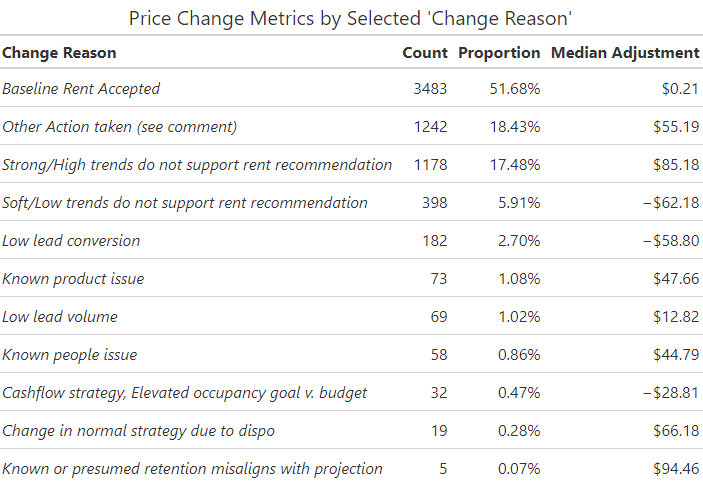 Price Change Metrics by Selected 'Change Reason'
Change Reason Count Proportion Median Adjustment
Baseline Rent Accepted 3483 51.68% $0.21
Other Action taken (see comment) 1242 18.43% $55.19
Strong/High trends do not support rent recommendation 1178 17.48% $85.18
Soft/Low trends do not support rent recommendation 398 5.91% −$62.18
Low lead conversion 182 2.70% −$58.80
Known product issue 73 1.08% $47.66
Low lead volume 69 1.02% $12.82
Known people issue 58 0.86% $44.79
Cashflow strategy, Elevated occupancy goal v. budget 32 0.47% −$28.81
Change in normal strategy due to dispo 19 0.28% $66.18
Known or presumed retention misaligns with projection 5 0.07% $94.46